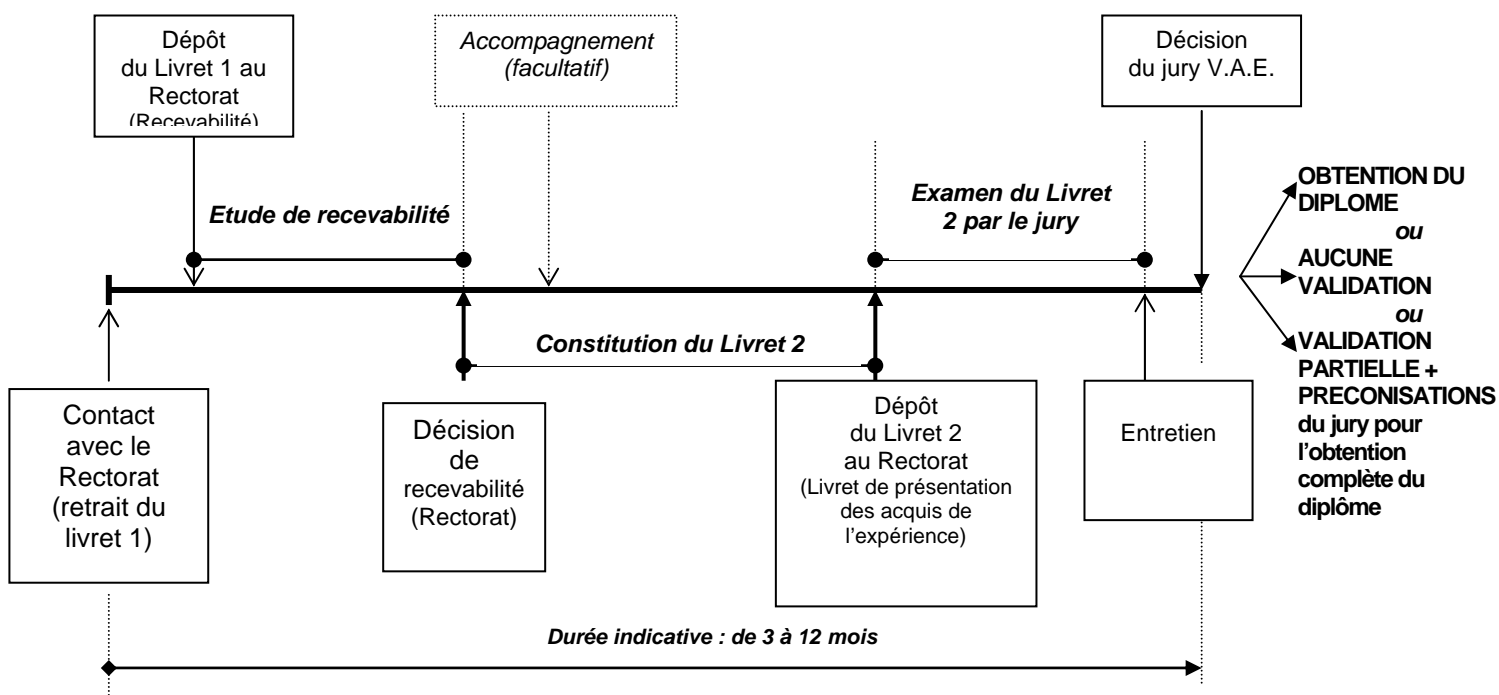 Dépôt
du Livret 1 au
Rectorat
(Recevabilité)
Accompagnement
(facultatif)
Décision
du jury V.A.E.
Etude de recevabilité
Examen du Livret
2 par le jury
OBTENTION DU
DIPLOME
ou
AUCUNE
VALIDATION
ou
VALIDATION
PARTIELLE +
PRECONISATIONS
du jury pour
l’obtention
complète du
diplôme
Constitution du Livret 2
Contact
avec le
Rectorat
(retrait du
livret 1)
Décision
de
recevabilité
(Rectorat)
Dépôt
du Livret 2
au Rectorat
(Livret de présentation
des acquis de
l’expérience)
Entretien
Durée indicative : de 3 à 12 mois